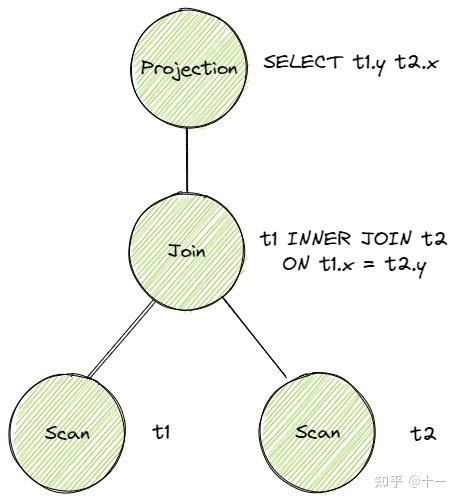 Projection
SELECT t1.y t2.x
Join
t1 INNER JOIN t2
ON t1.x = t2.y
Scan
t1
Scan
t2
知乎 @十一